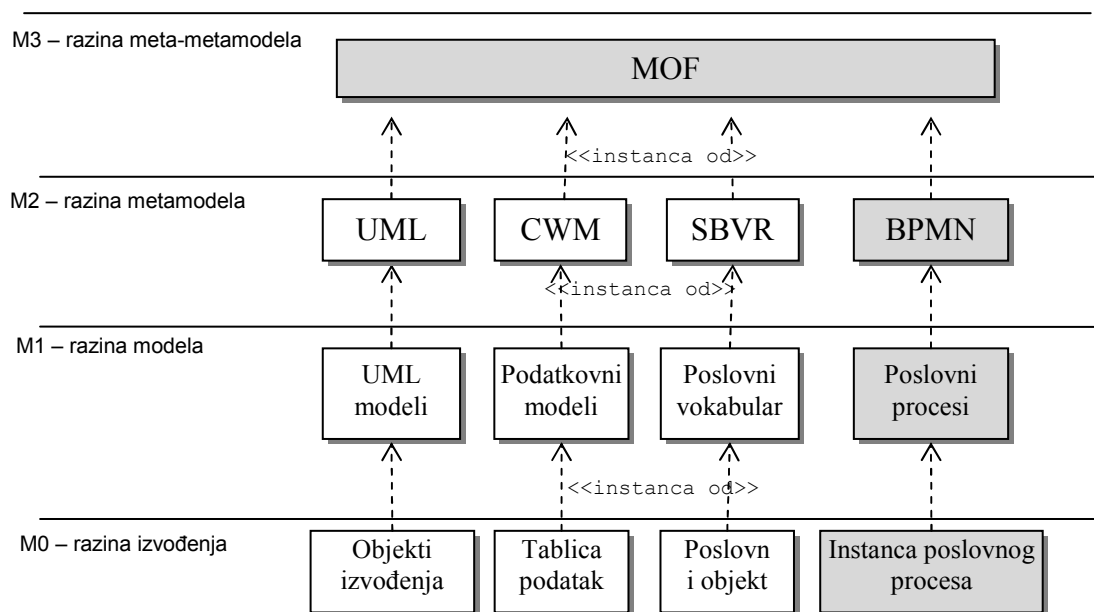 M3 – razina meta-metamodela
MOF
<<instanca od>>
M2 – razina metamodela
UML
CWM
SBVR
BPMN
<<instanca od>>
M1 – razina modela
UML
modeli
Podatkovni
modeli
Poslovni
vokabular
Poslovni
procesi
<<instanca od>>
M0 – razina izvođenja
Objekti
izvođenja
Tablica
podatak
Poslovn
i objekt
Instanca poslovnog
procesa